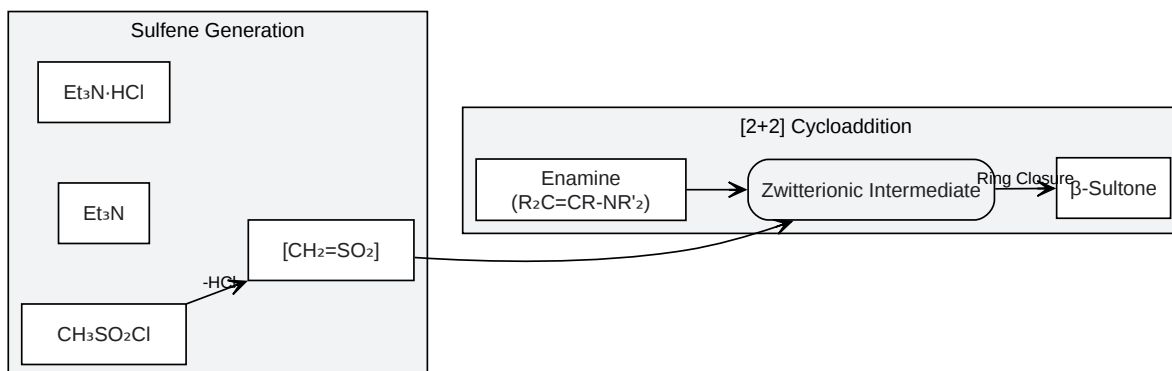 Sulfene Generation
Et₃N·HCl
Et₃N
[CH₂=SO₂]
-HCl
CH₃SO₂Cl
[2+2] Cycloaddition
Enamine
(R₂C=CR-NR'₂)
Zwitterionic Intermediate
Ring Closure
β-Sultone